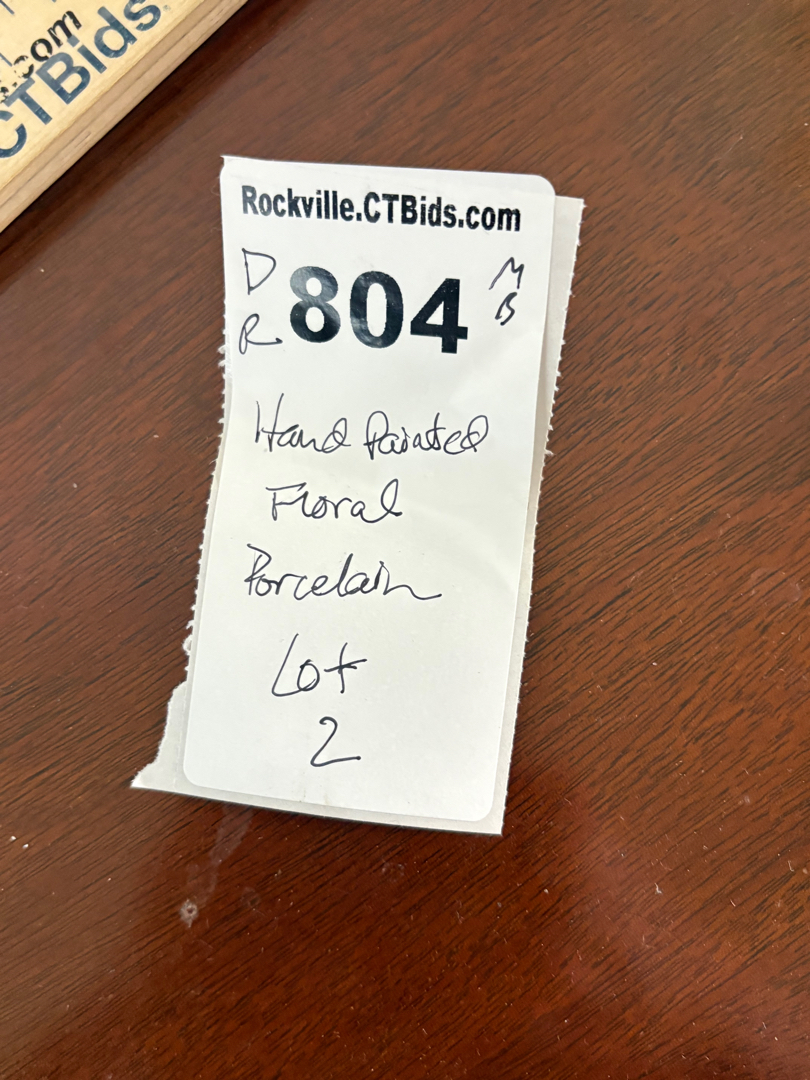 .com
CTBids
Rockville.CTBids.com
D 804 M
R B
Hand Painted
Floral
Porcelain
Lot
2